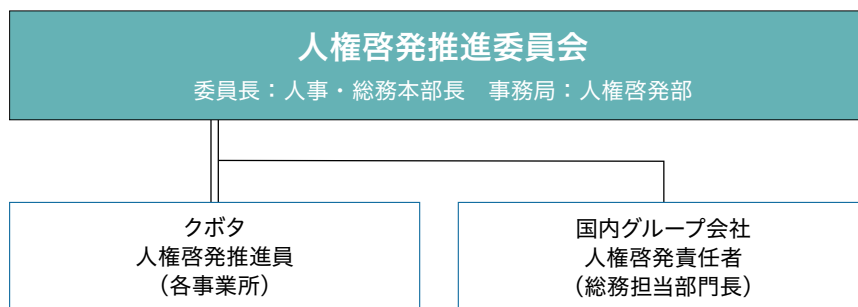 人権啓発推進委員会
委員長：人事・総務本部長　事務局：人権啓発部
クボタ
人権啓発推進員
（各事業所）
国内グループ会社
人権啓発責任者
（総務担当部門長）